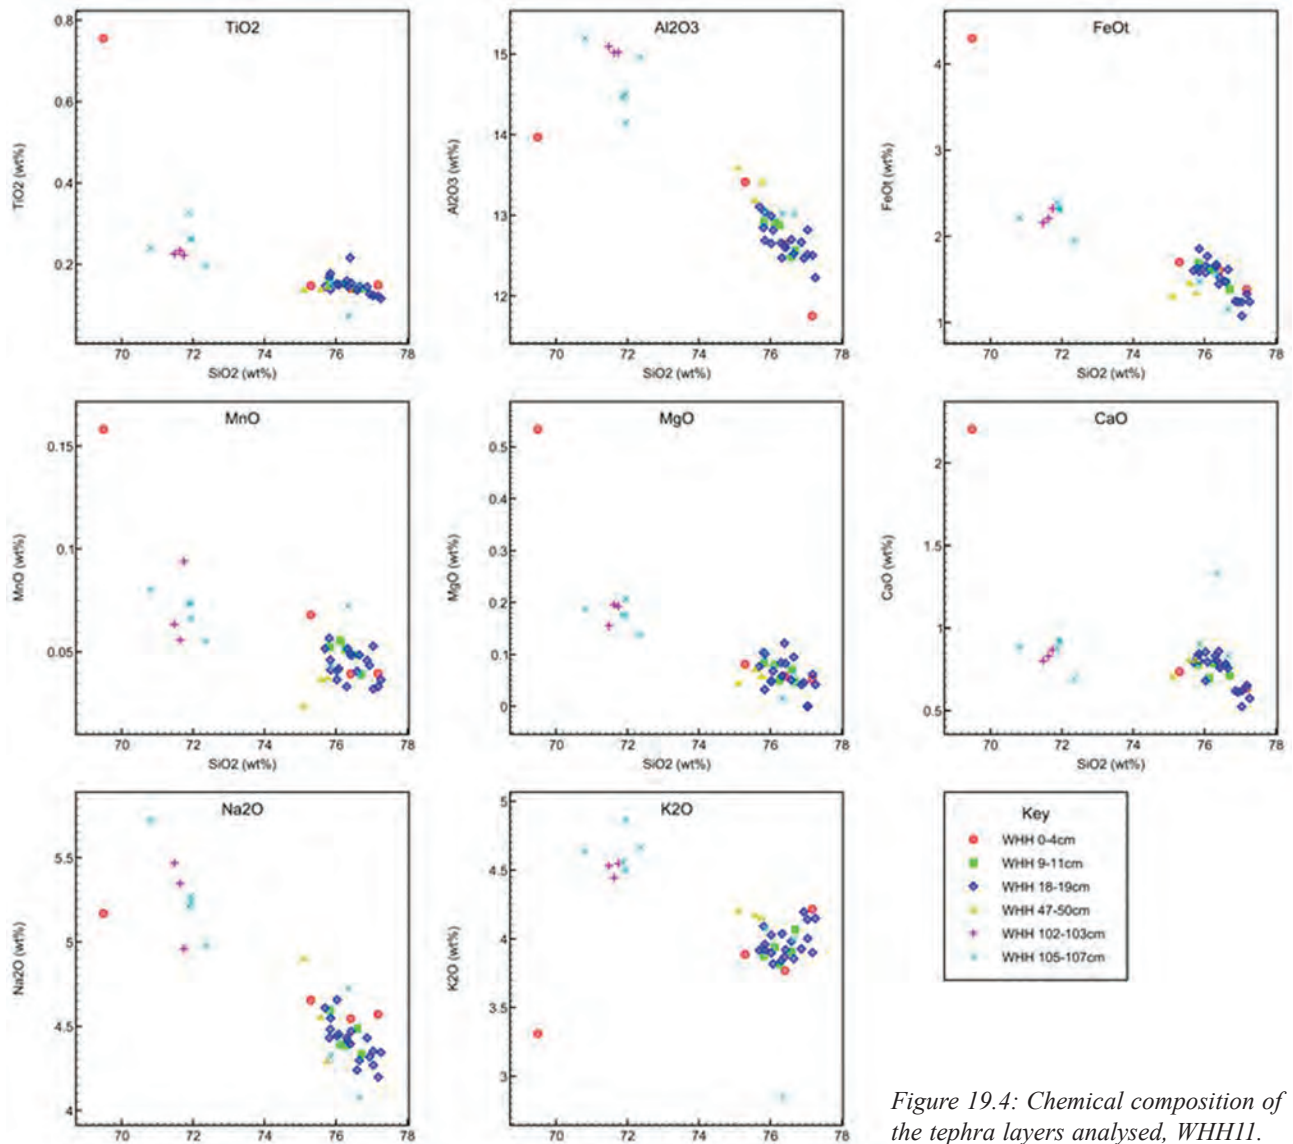 TiO2
0.8
0.6
0.4
0.2
TiO2 (wt%)
70 72 74 76 78
SiO2 (wt%)
Al2O3
15
14
13
12
Al2O3 (wt%)
70 72 74 76 78
SiO2 (wt%)
FeOt
4
3
2
1
FeOt (wt%)
70 72 74 76 78
SiO2 (wt%)
MnO
0.15
0.1
0.05
MnO (wt%)
70 72 74 76 78
SiO2 (wt%)
MgO
0.5
0.4
0.3
0.2
0.1
0
MgO (wt%)
70 72 74 76 78
SiO2 (wt%)
CaO
2
1.5
1
0.5
CaO (wt%)
70 72 74 76 78
SiO2 (wt%)
Na2O
5.5
5
4.5
4
Na2O (wt%)
70 72 74 76 78
K2O
5
4.5
4
3.5
3
K2O (wt%)
70 72 74 76 78
Key
WHH 0-4cm
WHH 9-11cm
WHH 18-19cm
WHH 47-50cm
WHH 102-103cm
WHH 105-107cm
Figure 19.4: Chemical composition of
the tephra layers analysed, WHH11.